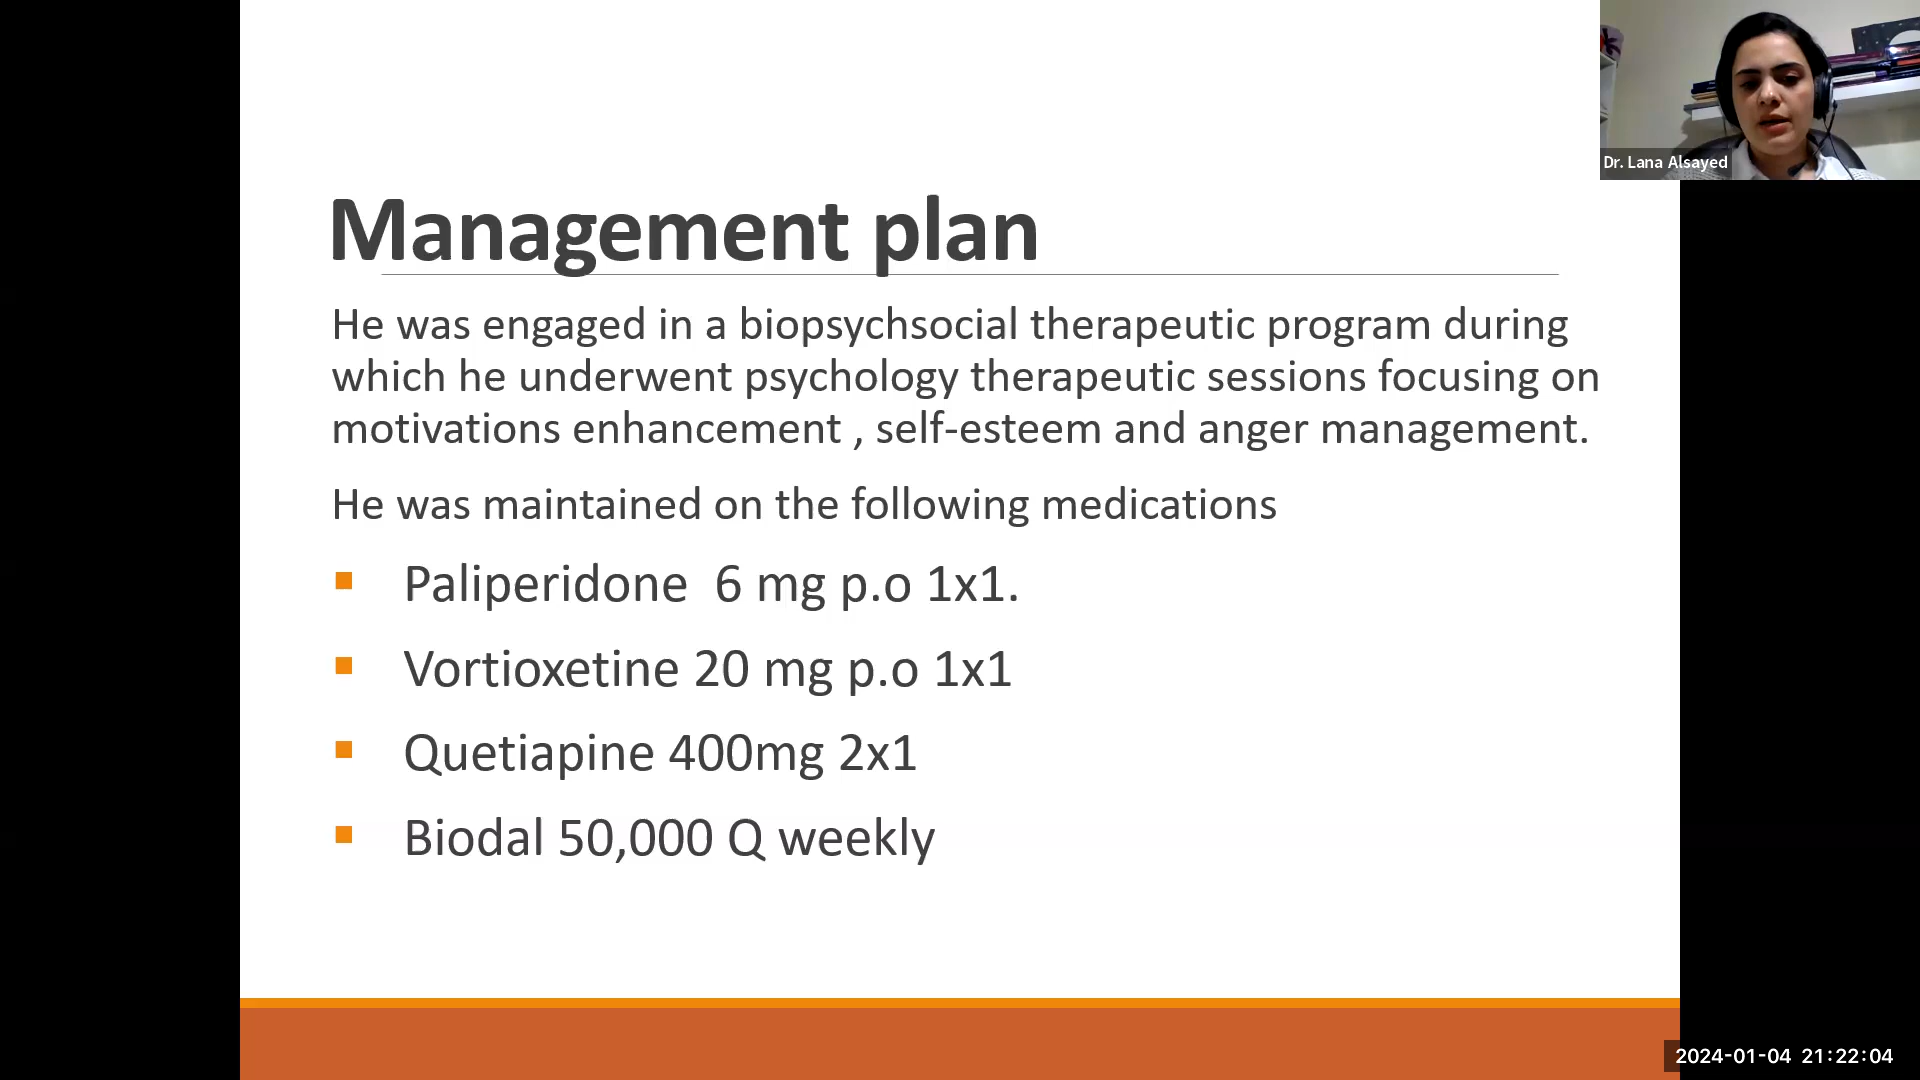 Dr. Lana Alsayed
Management plan
He was engaged in a biopsychsocial therapeutic program during
which he underwent psychology therapeutic sessions focusing on
motivations enhancement , self-esteem and anger management.
He was maintained on the following medications
▪ Paliperidone 6 mg p.o 1x1.
▪ Vortioxetine 20 mg p.o 1x1
▪ Quetiapine 400mg 2x1
▪ Biodal 50,000 Q weekly
2024-01-04 21:22:04